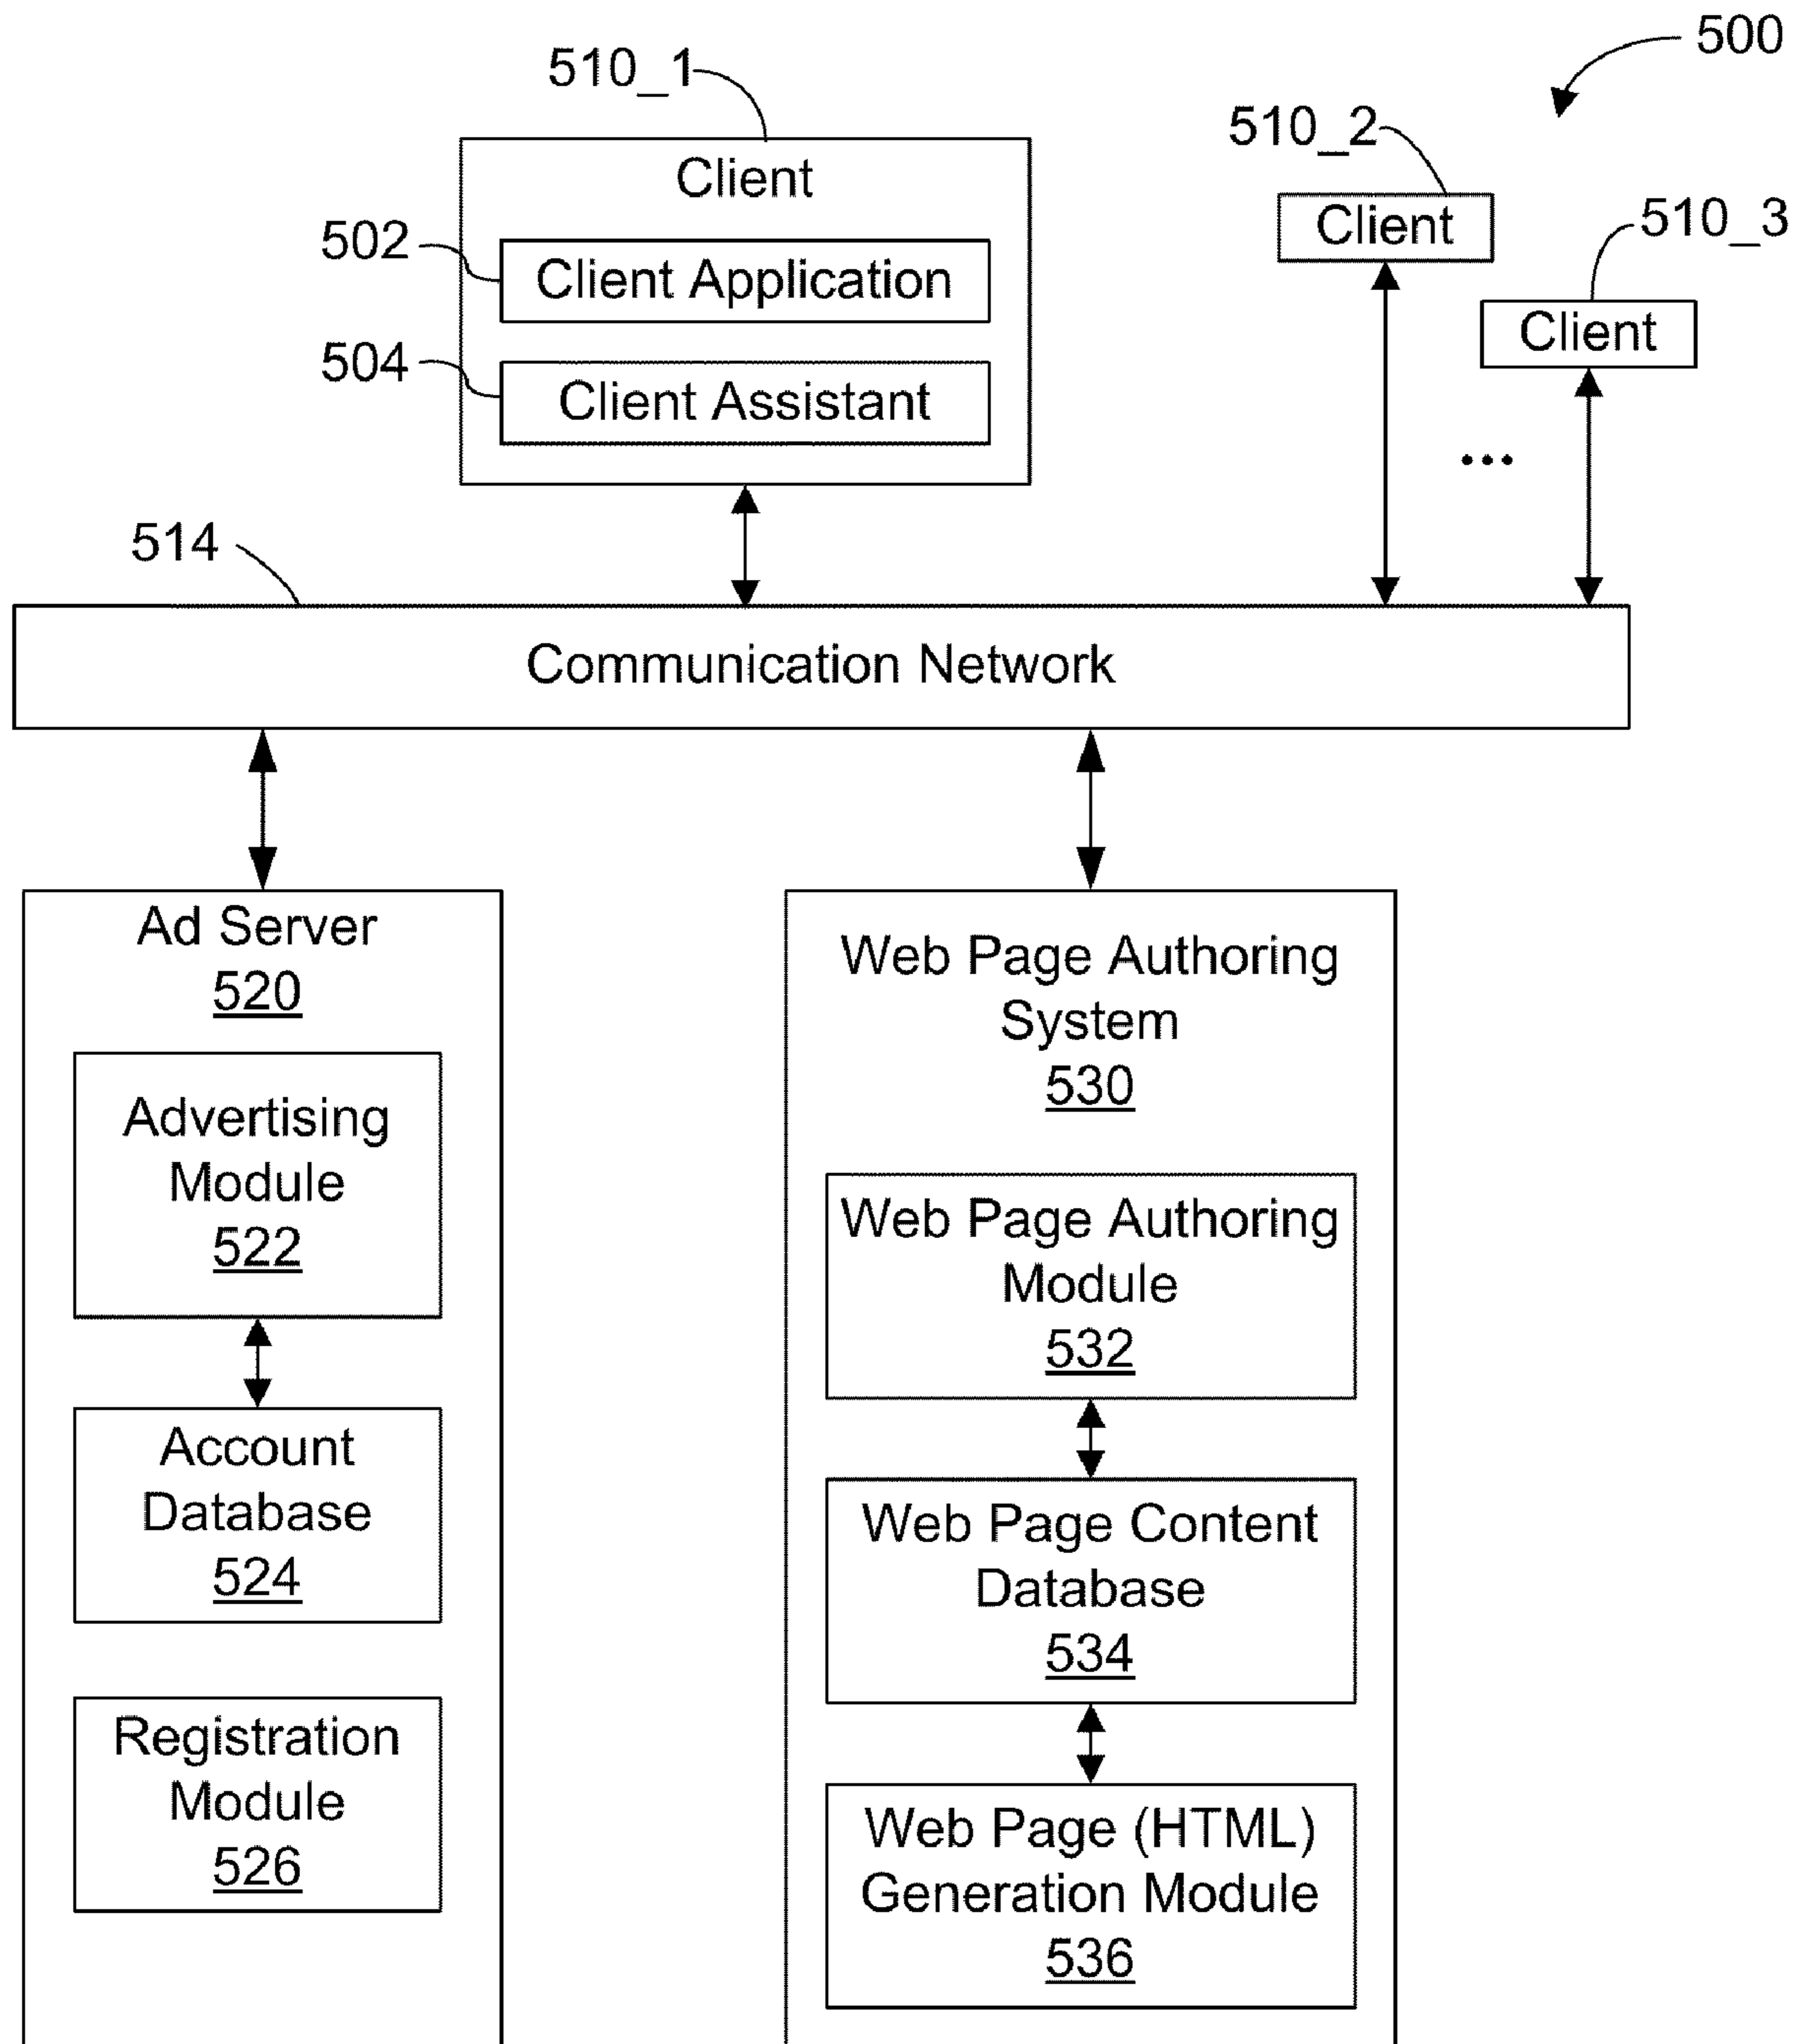 500
510_1
510_2
510_3
Client
502
Client Application
504
Client Assistant
Client
Client
...
514
Communication Network
Ad Server
520
Advertising
Module
522
Account
Database
524
Registration
Module
526
Web Page Authoring
System
530
Web Page Authoring
Module
532
Web Page Content
Database
534
Web Page (HTML)
Generation Module
536